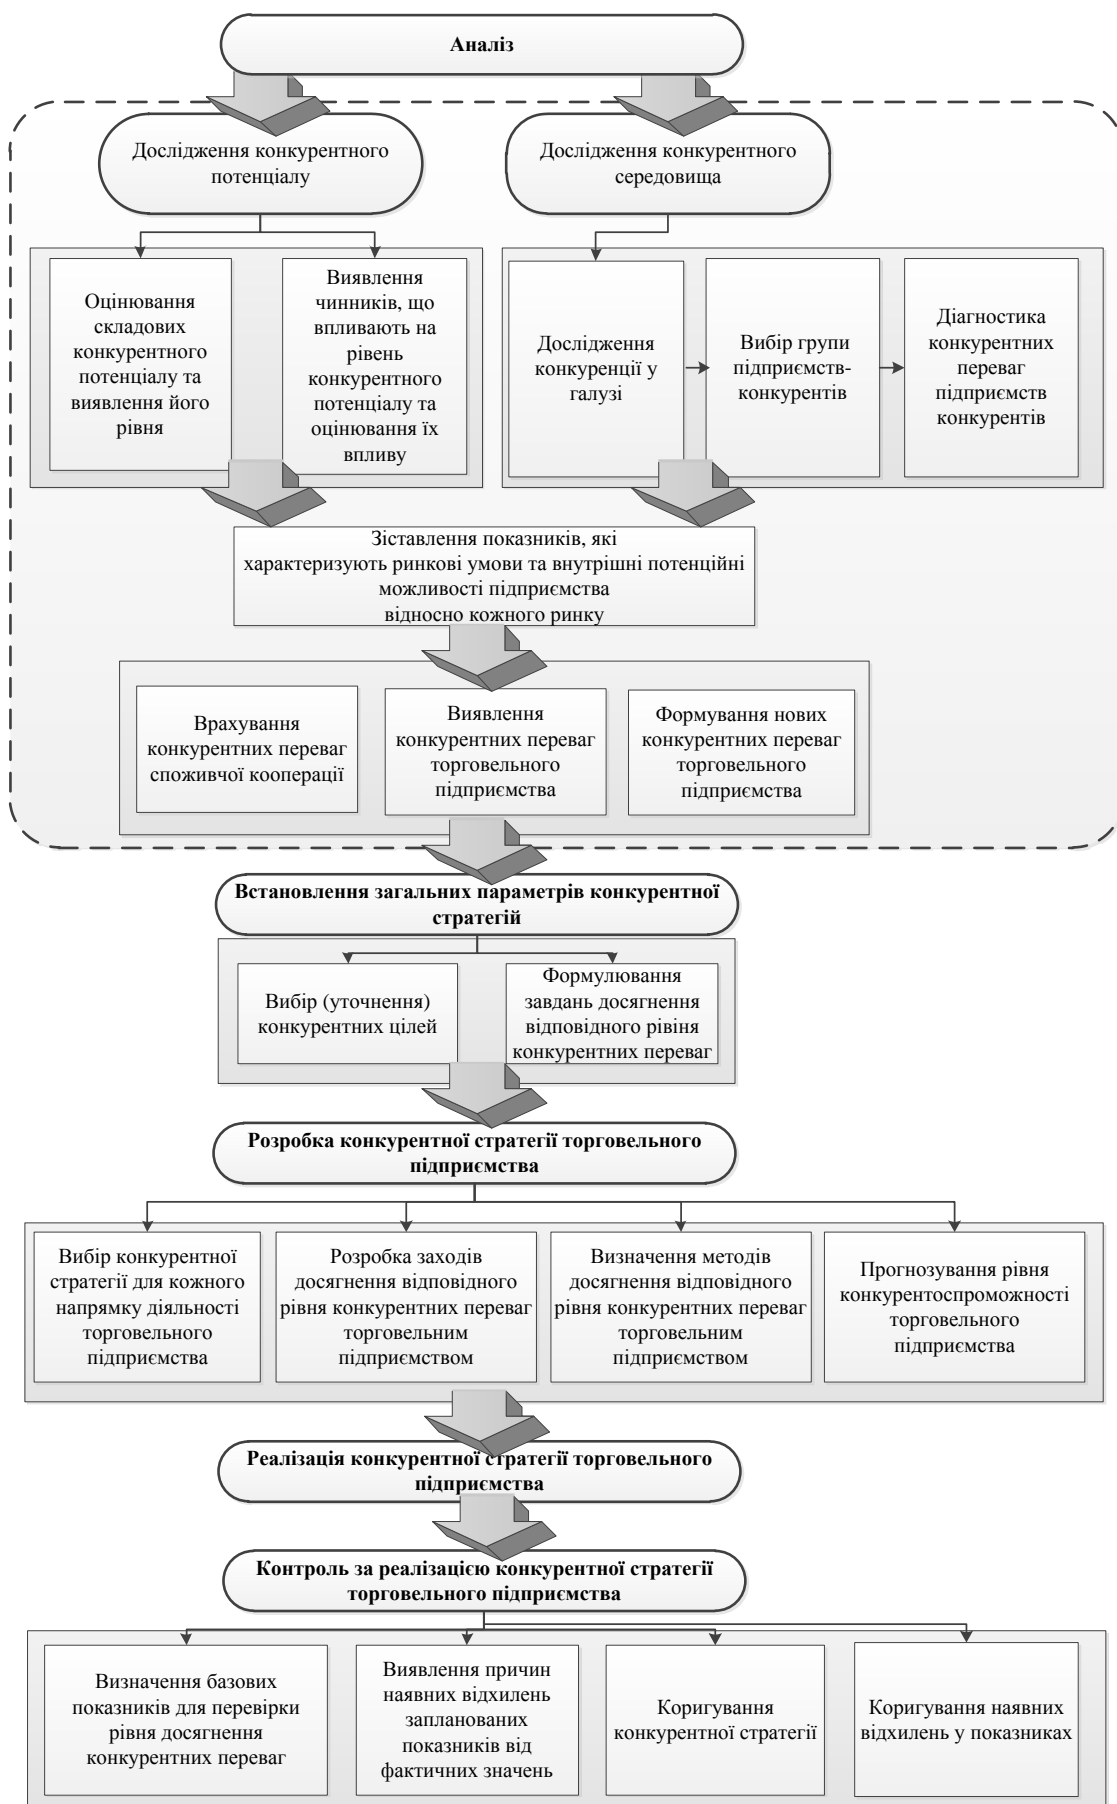 Аналіз
Дослідження конкурентного
потенціалу
Дослідження конкурентного
середовища
Оцінювання
складових
конкурентного
потенціалу та
виявлення його
рівня
Виявлення
чинників, що
впливають на
рівень
конкурентного
потенціалу та
оцінювання їх
впливу
Дослідження
конкуренції у
галузі
Вибір групи
підприємств-
конкурентів
Діагностика
конкурентних
переваг
підприємств
конкурентів
Зіставлення показників, які
характеризують ринкові умови та внутрішні потенційні
можливості підприємства
відносно кожного ринку
Врахування
конкурентних переваг
споживчої кооперації
Виявлення
конкурентних переваг
торговельного
підприємства
Формування нових
конкурентних переваг
торговельного
підприємства
Встановлення загальних параметрів конкурентної
стратегій
Вибір (уточнення)
конкурентних цілей
Формулювання
завдань досягнення
відповідного рівіня
конкурентних переваг
Розробка конкурентної стратегії торговельного
підприємства
Вибір конкурентної
стратегії для кожного
напрямку діяльності
торговельного
підприємства
Розробка заходів
досягнення відповідного
рівня конкурентних переваг
торговельним
підприємством
Визначення методів
досягнення відповідного
рівня конкурентних переваг
торговельним
підприємством
Прогнозування рівня
конкурентоспроможності
торговельного
підприємства
Реалізація конкурентної стратегії торговельного
підприємства
Контроль за реалізацією конкурентної стратегії
торговельного підприємства
Визначення базових
показників для перевірки
рівня досягнення
конкурентних переваг
Виявлення причин
наявних відхилень
запланованих
показників від
фактичних значень
Коригування
конкурентної стратегії
Коригування наявних
відхилень у показниках